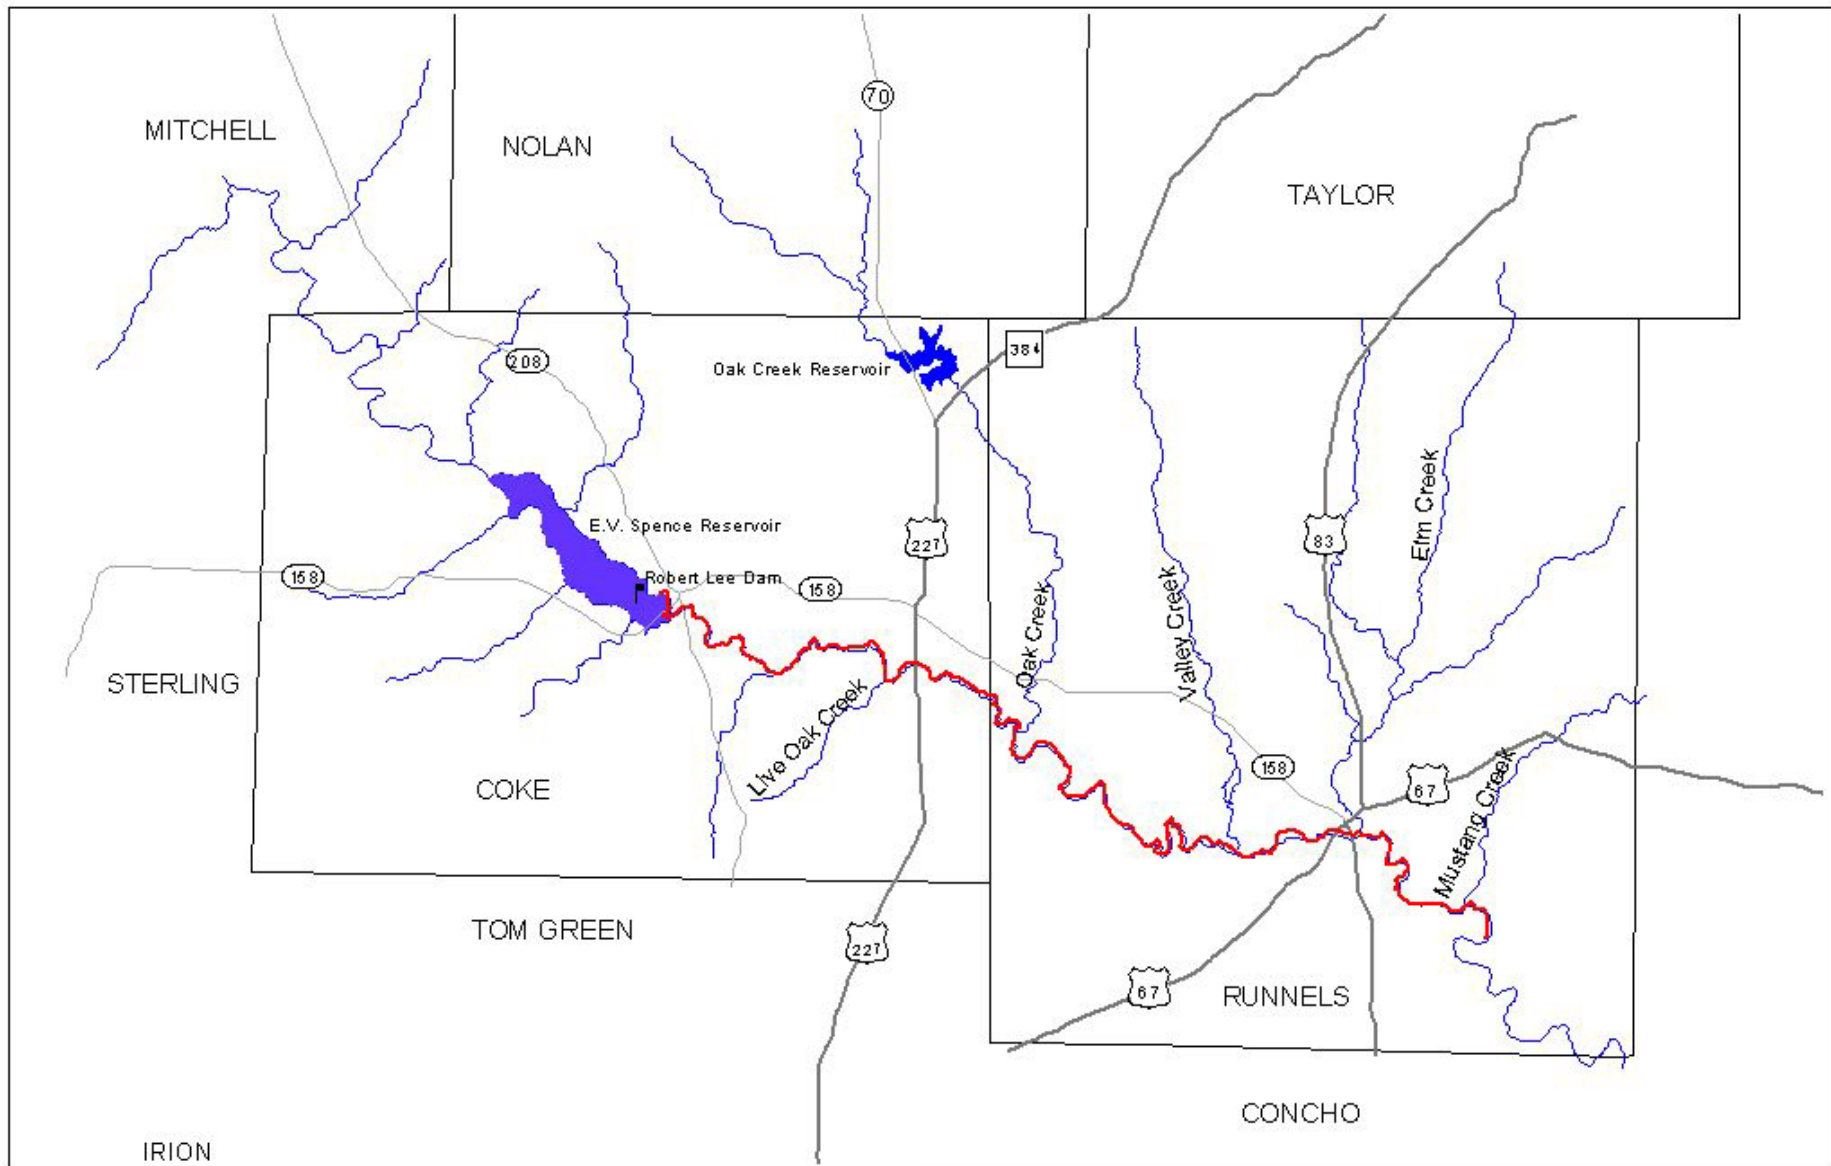 70
MITCHELL
NOLAN
TAYLOR
208
Oak Creek Reservoir
384
E.V. Spence Reservoir
Elm Creek
227
83
158
Robert Lee Dam
158
Oak Creek
Valley Creek
STERLING
Live Oak Creek
COKE
158
67
Mustang Creek
TOM GREEN
227
67
RUNNELS
CONCHO
IRION